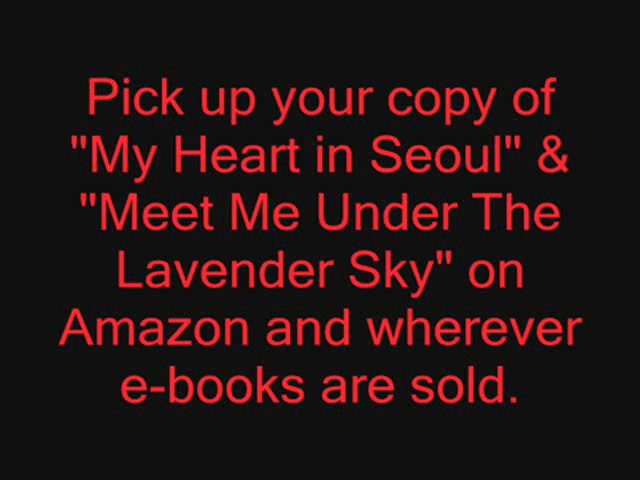 Pick up your copy of
"My Heart in Seoul" &
"Meet Me Under The
Lavender Sky" on
Amazon and wherever
e-books are sold.